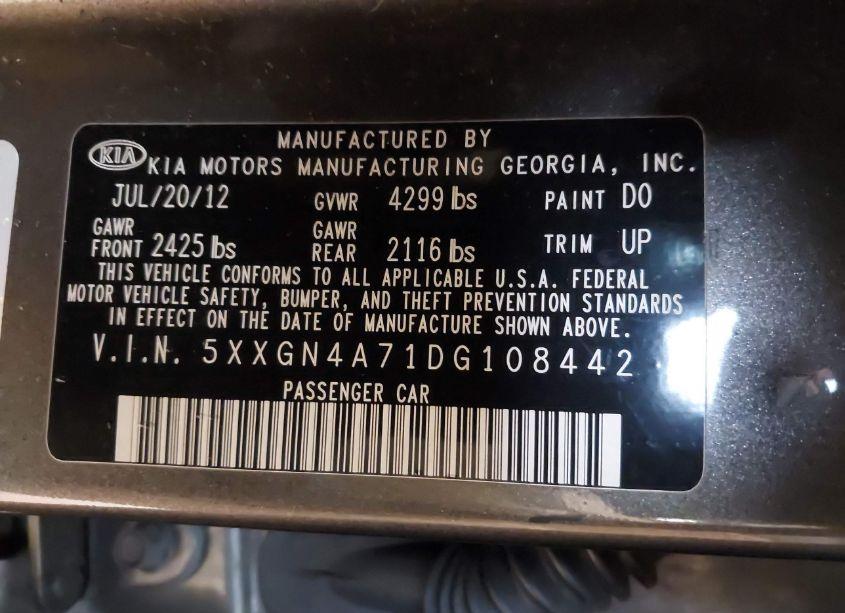 MANUFACTURED BY
KIA KIA MOTORS MANUFACTURING GEORGIA, INC.
JUL/20/12 GVWR 4299 lbs PAINT DO
GAWR FRONT 2425 lbs GAWR REAR 2116 lbs TRIM UP
THIS VEHICLE CONFORMS TO ALL APPLICABLE U.S.A. FEDERAL
MOTOR VEHICLE SAFETY, BUMPER, AND THEFT PREVENTION STANDARDS
IN EFFECT ON THE DATE OF MANUFACTURE SHOWN ABOVE.
V.I.N. 5XXGN4A71DG108442
PASSENGER CAR